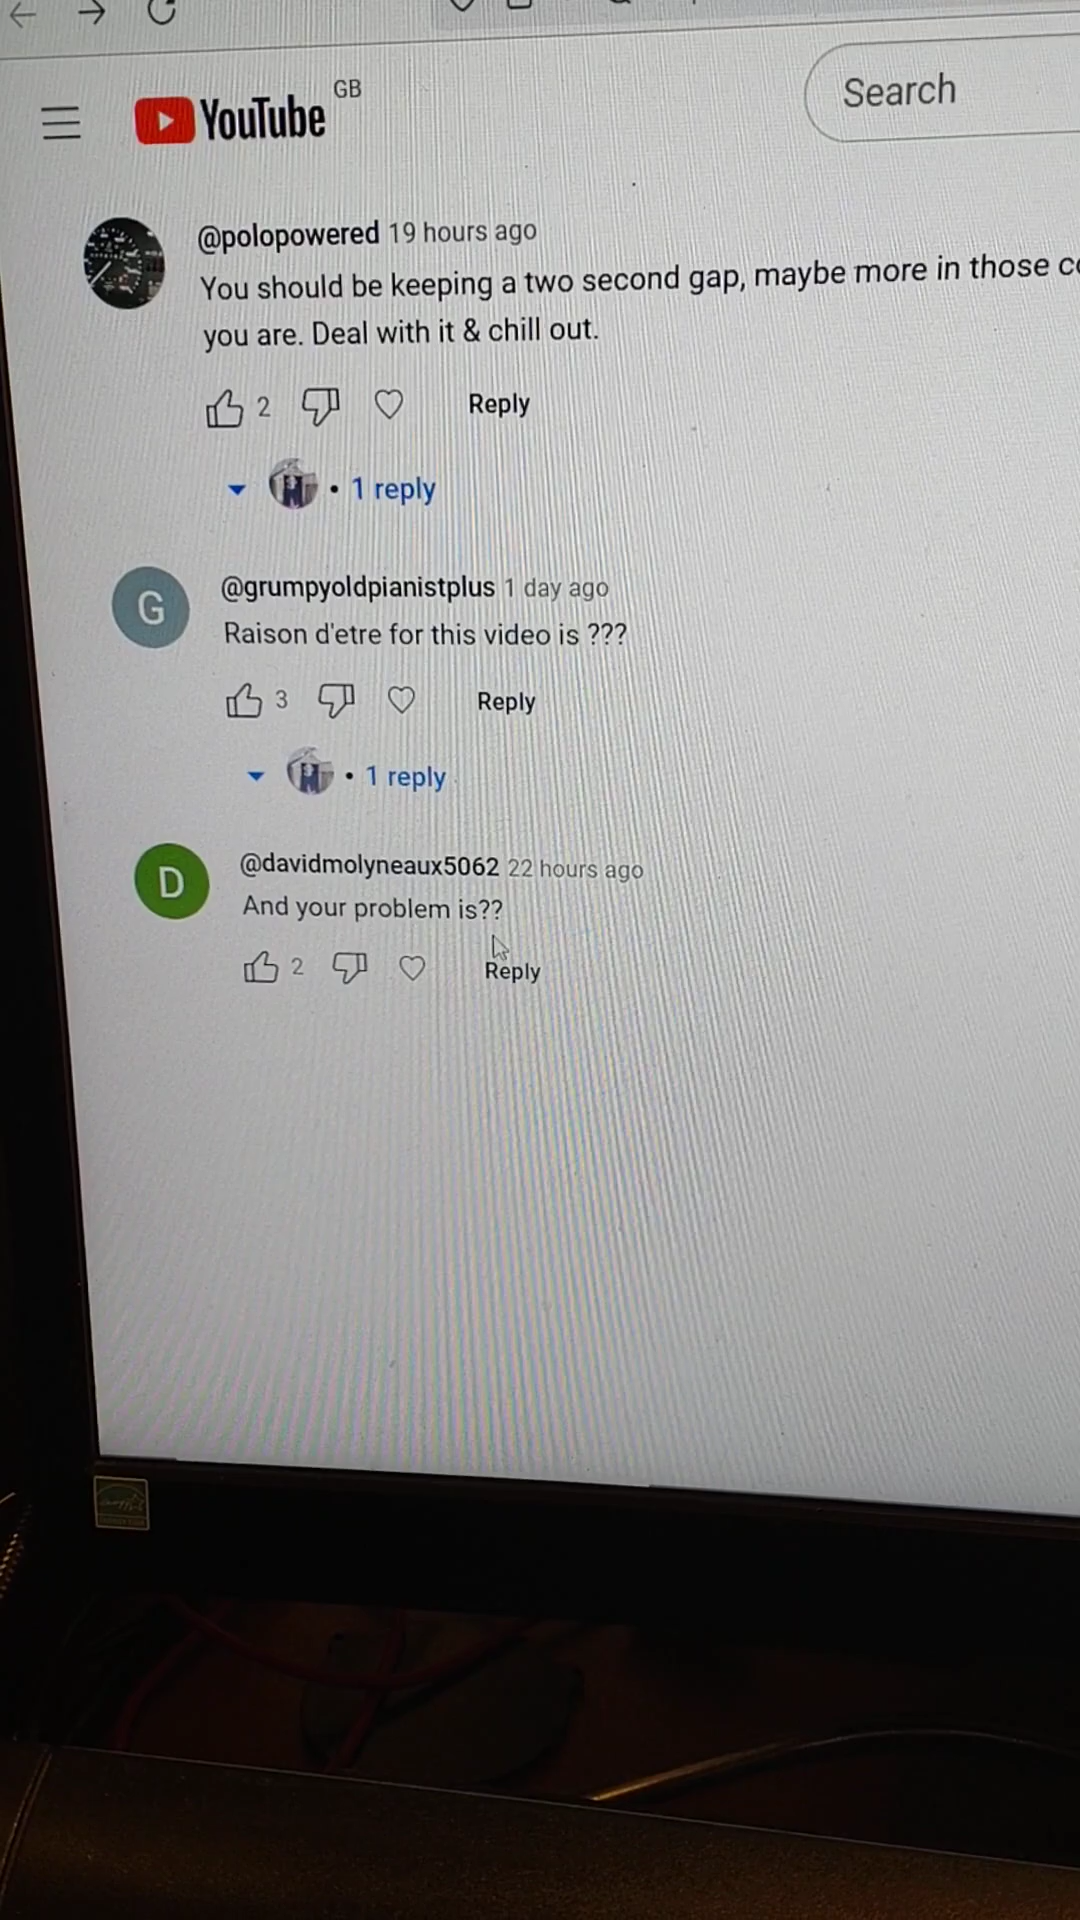 YouTube GB
Search
@polopowered 19 hours ago
You should be keeping a two second gap, maybe more in those
you are. Deal with it & chill out.
2 Reply
1 reply
G
@grumpyoldpianistplus 1 day ago
Raison d'etre for this video is ???
3 Reply
1 reply
D
@davidmolyneaux5062 22 hours ago
And your problem is??
2 Reply